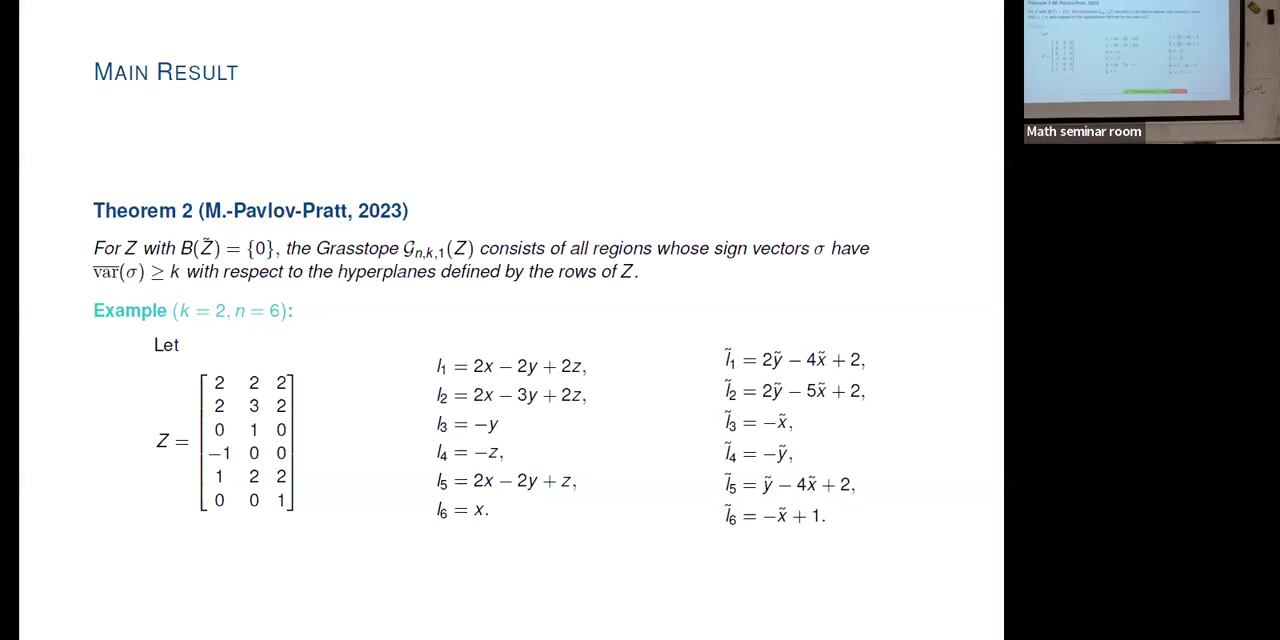 MAIN RESULT
Theorem 2 (M.-Pavlov-Pratt, 2023)
For Z with B(Z̃) = {0}, the Grasstope 𝒢ₙ,ₖ,₁(Z) consists of all regions whose sign vectors σ have
v̅a̅r̅(σ) ≥ k with respect to the hyperplanes defined by the rows of Z.
Example (k = 2, n = 6):
Let
Z =
2 2 2
2 3 2
0 1 0
−1 0 0
1 2 2
0 0 1
l₁ = 2x − 2y + 2z,
l₂ = 2x − 3y + 2z,
l₃ = −y
l₄ = −z,
l₅ = 2x − 2y + z,
l₆ = x.
l̃₁ = 2ỹ − 4x̃ + 2,
l̃₂ = 2ỹ − 5x̃ + 2,
l̃₃ = −x̃,
l̃₄ = −ỹ,
l̃₅ = ỹ − 4x̃ + 2,
l̃₆ = −x̃ + 1.
Math seminar room